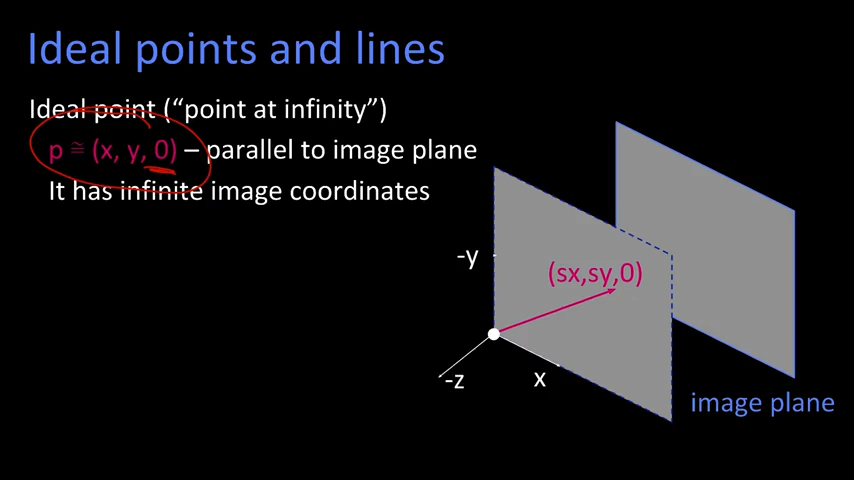 Ideal points and lines
Ideal point (“point at infinity”)
p ≅ (x, y, 0) – parallel to image plane
It has infinite image coordinates
-y
(sx,sy,0)
-z
x
image plane